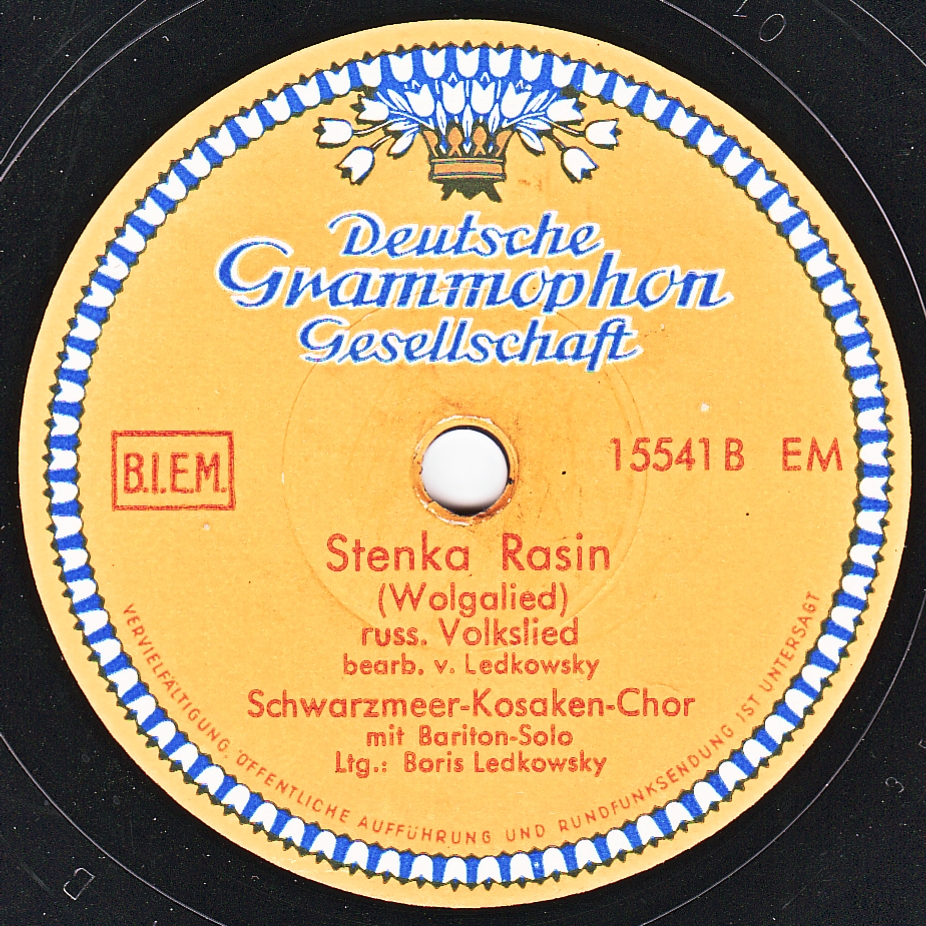 Deutsche
Grammophon
Gesellschaft
B.I.E.M.
15541 B EM
Stenka Rasin
(Wolgalied)
russ. Volkslied
bearb. v. Ledkowsky
Schwarzmeer-Kosaken-Chor
mit Bariton-Solo
Ltg.: Boris Ledkowsky
VERVIELFÄLTIGUNG, ÖFFENTLICHE AUFFÜHRUNG UND RUNDFUNKSENDUNG IST UNTERSAGT